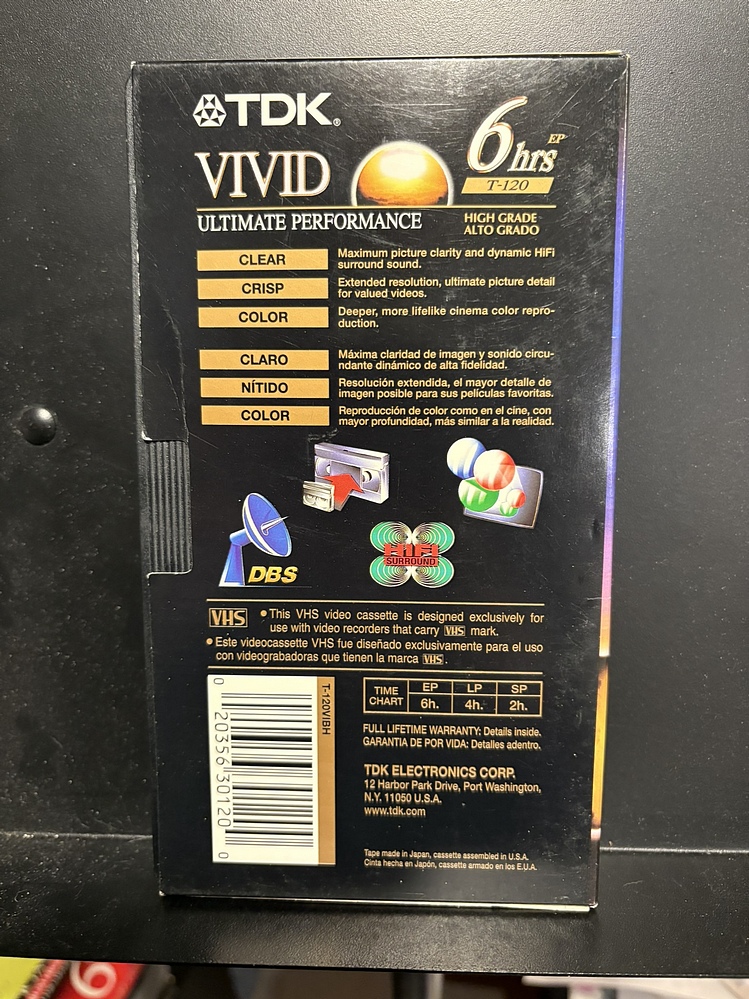 TDK®
VIVID
6hrs EP
T-120
ULTIMATE PERFORMANCE
HIGH GRADE
ALTO GRADO
CLEAR
Maximum picture clarity and dynamic HiFi
surround sound.
CRISP
Extended resolution, ultimate picture detail
for valued videos.
COLOR
Deeper, more lifelike cinema color repro-
duction.
CLARO
Máxima claridad de imagen y sonido circu-
ndante dinámico de alta fidelidad.
NÍTIDO
Resolución extendida, el mayor detalle de
imagen posible para sus películas favoritas.
COLOR
Reproducción de color como en el cine, con
mayor profundidad, más similar a la realidad.
DBS
HiFi
SURROUND
VHS
• This VHS video cassette is designed exclusively for
use with video recorders that carry VHS mark.
• Este videocassette VHS fue diseñado exclusivamente para el uso
con videograbadoras que tienen la marca VHS.
T-120VIBH
0 20356 30120 0
TIME CHART EP LP SP
6h. 4h. 2h.
FULL LIFETIME WARRANTY: Details inside.
GARANTIA DE POR VIDA: Detalles adentro.
TDK ELECTRONICS CORP.
12 Harbor Park Drive, Port Washington,
N.Y. 11050 U.S.A.
www.tdk.com
Tape made in Japan, cassette assembled in U.S.A.
Cinta hecha en Japón, cassette armado en los E.U.A.
6